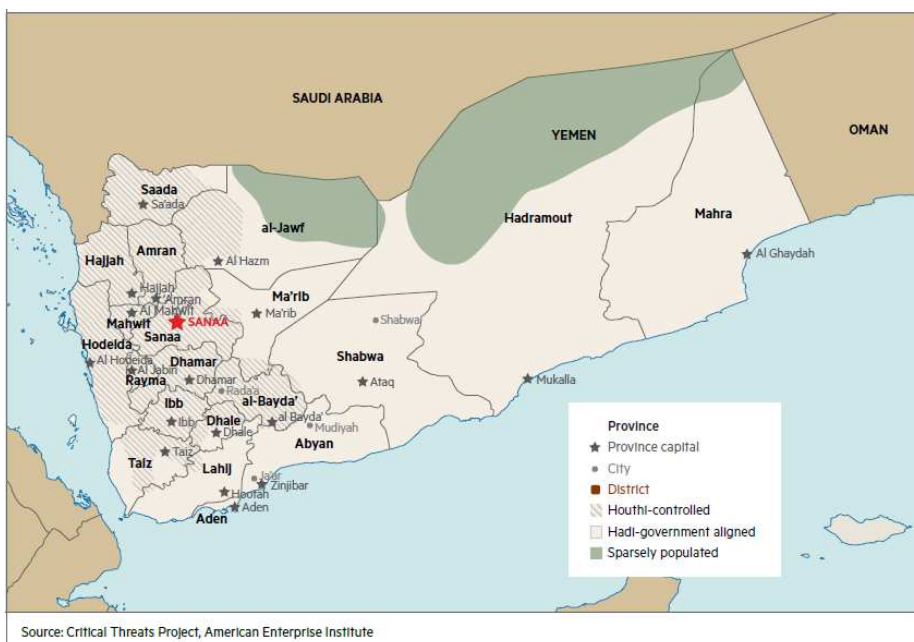 SAUDI ARABIA
YEMEN
OMAN
Saada
Sa'ada
al-Jawf
Hadramout
Mahra
Amran
Hajjah
Al Hazm
Al Ghaydah
Hajjah
Amran
Ma'rib
Al Mahwit
Ma'rib
Mahwit
SANAA
Shabwa
Hodeida
Sanaa
Shabwa
Al Hodeida
Dhamar
Al Jabin
Rayma
Dhamar
Ataq
Mukalla
Rada'a
al-Bayda'
Ibb
Ibb
Dhale
al Bayda'
Mudiyah
Dhale
Abyan
Taiz
Taiz
Lahij
Ja'ar
Zinjibar
Hootah
Aden
Aden
Province
Province capital
City
District
Houthi-controlled
Hadi-government aligned
Sparsely populated
Source: Critical Threats Project, American Enterprise Institute